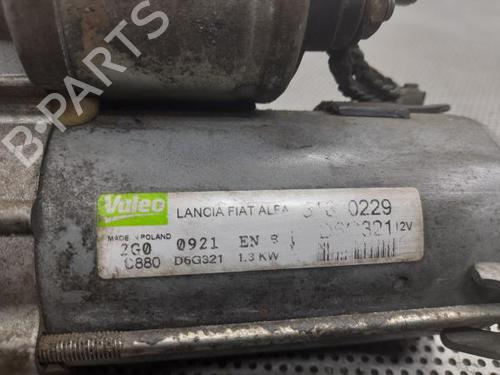 B-PARTS
Valeo LANCIA FIAT ALFA 0229
MADE IN POLAND 12V
2G0 0921 EN
C880 D6G321 1.3 KW